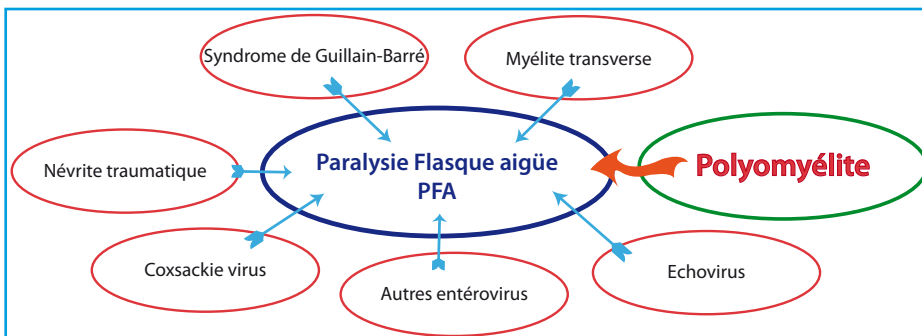 Syndrome de Guillain-Barré
Myélite transverse
Névrite traumatique
Paralysie Flasque aigüe
PFA
Polyomyélite
Coxsackie virus
Autres entérovirus
Echovirus